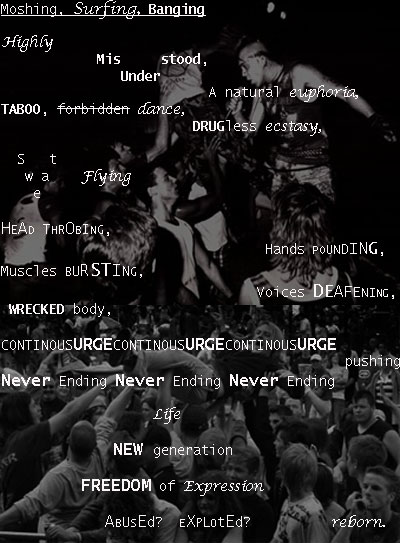 Moshing, Surfing, Banging
Highly
Mis stood,
Under
A natural euphoria,
TABOO, forbidden dance,
DRUGless ecstasy,
S t
w a Flying
e
HEAD THROBING,
Hands POUNDING,
Muscles BURSTING,
Voices DEAFENING,
WRECKED body,
CONTINOUSURGECONTINOUSURGECONTINOUSURGE
pushing
Never Ending Never Ending Never Ending
Life
NEW generation
FREEDOM of Expression
ABUSEd? EXPLOtEd? reborn.